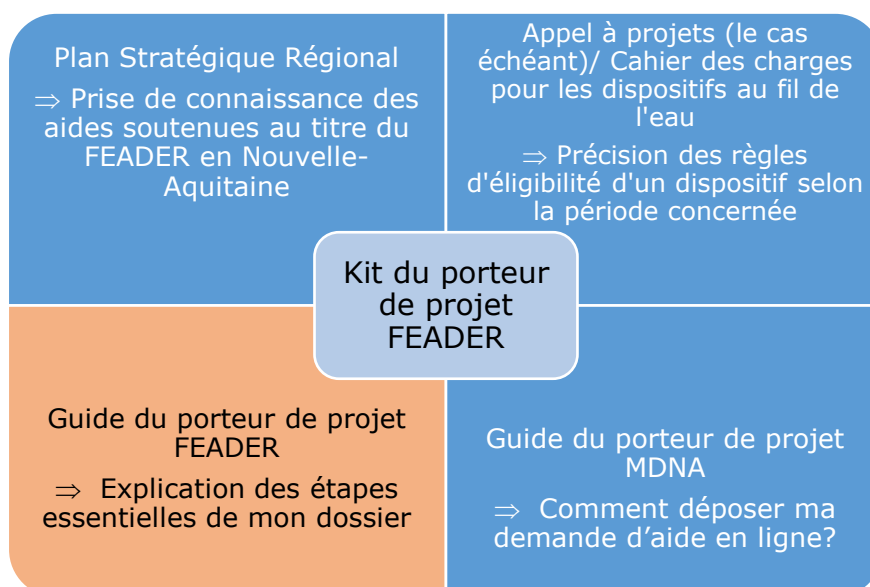 Plan Stratégique Régional
⇒ Prise de connaissance des
aides soutenues au titre du
FEADER en Nouvelle-
Aquitaine
Appel à projets (le cas
échéant)/ Cahier des charges
pour les dispositifs au fil de
l'eau
⇒ Précision des règles
d'éligibilité d'un dispositif selon
la période concernée
Kit du porteur
de projet
FEADER
Guide du porteur de projet
FEADER
⇒ Explication des étapes
essentielles de mon dossier
Guide du porteur de projet
MDNA
⇒ Comment déposer ma
demande d’aide en ligne?